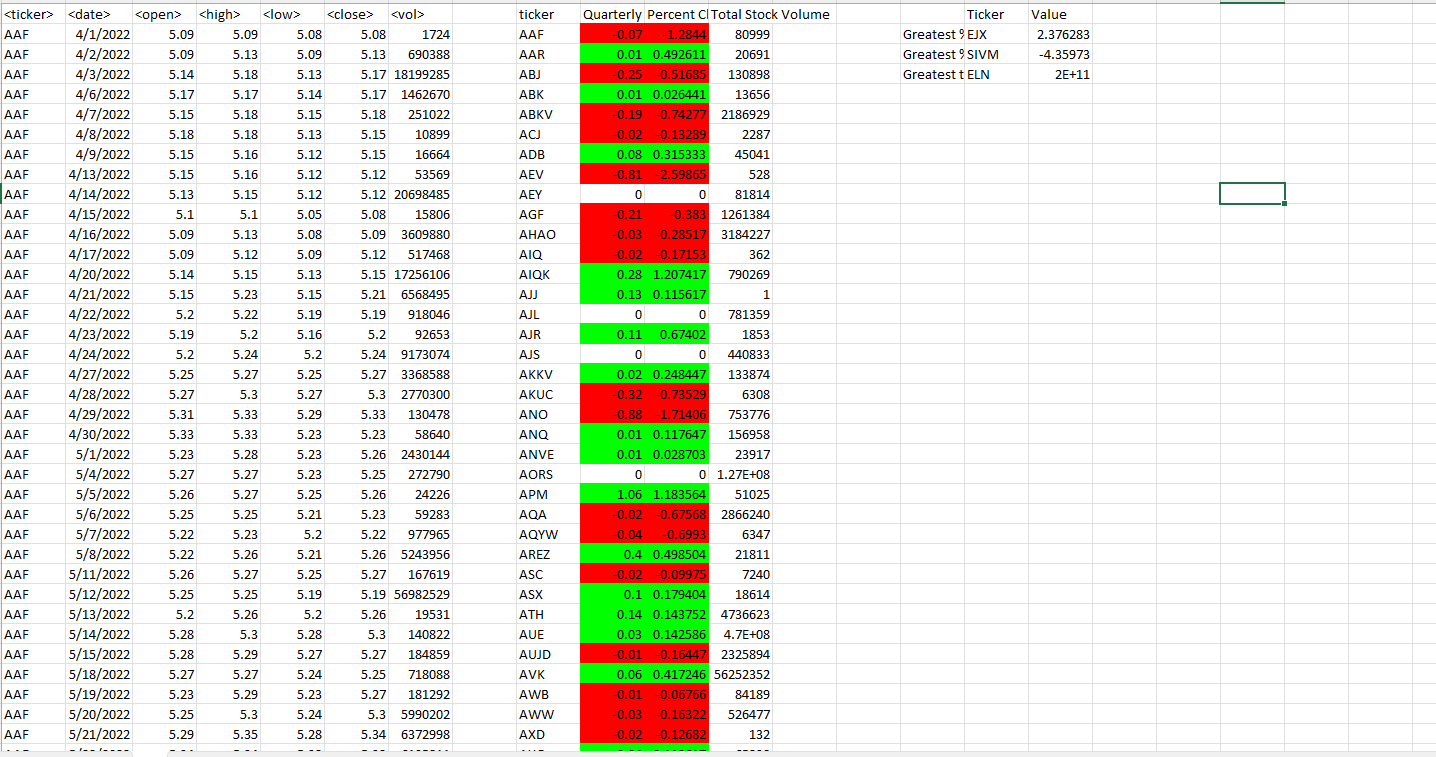 <ticker> <date> <open> <high> <low> <close> <vol> ticker Quarterly Percent Cl Total Stock Volume Ticker Value
AAF 4/1/2022 5.09 5.09 5.08 5.08 1724 AAF -0.07 -1.2844 80999 Greatest % EJX 2.376283
AAF 4/2/2022 5.09 5.13 5.09 5.13 690388 AAR 0.01 0.492611 20691 Greatest % SIVM -4.35973
AAF 4/3/2022 5.14 5.18 5.13 5.17 18199285 ABJ -0.25 -0.51685 130898 Greatest t ELN 2E+11
AAF 4/6/2022 5.17 5.17 5.14 5.17 1462670 ABK 0.01 0.026441 13656
AAF 4/7/2022 5.15 5.18 5.15 5.18 251022 ABKV -0.19 -0.74277 2186929
AAF 4/8/2022 5.18 5.18 5.13 5.15 10899 ACJ -0.02 -0.13289 2287
AAF 4/9/2022 5.15 5.16 5.12 5.15 16664 ADB 0.08 0.315333 45041
AAF 4/13/2022 5.15 5.16 5.12 5.12 53569 AEV -0.81 -2.59865 528
AAF 4/14/2022 5.13 5.15 5.12 5.12 20698485 AEY 0 0 81814
AAF 4/15/2022 5.1 5.1 5.05 5.08 15806 AGF -0.21 -0.383 1261384
AAF 4/16/2022 5.09 5.13 5.08 5.09 3609880 AHAO -0.03 -0.28517 3184227
AAF 4/17/2022 5.09 5.12 5.09 5.12 517468 AIQ -0.02 -0.17153 362
AAF 4/20/2022 5.14 5.15 5.13 5.15 17256106 AIQK 0.28 1.207417 790269
AAF 4/21/2022 5.15 5.23 5.15 5.21 6568495 AJJ 0.13 0.115617 1
AAF 4/22/2022 5.2 5.22 5.19 5.19 918046 AJL 0 0 781359
AAF 4/23/2022 5.19 5.2 5.16 5.2 92653 AJR 0.11 0.67402 1853
AAF 4/24/2022 5.2 5.24 5.2 5.24 9173074 AJS 0 0 440833
AAF 4/27/2022 5.25 5.27 5.25 5.27 3368588 AKKV 0.02 0.248447 133874
AAF 4/28/2022 5.27 5.3 5.27 5.3 2770300 AKUC -0.32 -0.73529 6308
AAF 4/29/2022 5.31 5.33 5.29 5.33 130478 ANO -0.88 -1.71406 753776
AAF 4/30/2022 5.33 5.33 5.23 5.23 58640 ANQ 0.01 0.117647 156958
AAF 5/1/2022 5.23 5.28 5.23 5.26 2430144 ANVE 0.01 0.028703 23917
AAF 5/4/2022 5.27 5.27 5.23 5.25 272790 AORS 0 0 1.27E+08
AAF 5/5/2022 5.26 5.27 5.25 5.26 24226 APM 1.06 1.183564 51025
AAF 5/6/2022 5.25 5.25 5.21 5.23 59283 AQA -0.02 -0.67568 2866240
AAF 5/7/2022 5.22 5.23 5.2 5.22 977965 AQYW -0.04 -0.6993 6347
AAF 5/8/2022 5.22 5.26 5.21 5.26 5243956 AREZ 0.4 0.498504 21811
AAF 5/11/2022 5.26 5.27 5.25 5.27 167619 ASC -0.02 -0.09975 7240
AAF 5/12/2022 5.25 5.25 5.19 5.19 56982529 ASX 0.1 0.179404 18614
AAF 5/13/2022 5.2 5.26 5.2 5.26 19531 ATH 0.14 0.143752 4736623
AAF 5/14/2022 5.28 5.3 5.28 5.3 140822 AUE 0.03 0.142586 4.7E+08
AAF 5/15/2022 5.28 5.29 5.27 5.27 184859 AUJD -0.01 -0.16447 2325894
AAF 5/18/2022 5.27 5.27 5.24 5.25 718088 AVK 0.06 0.417246 56252352
AAF 5/19/2022 5.23 5.29 5.23 5.27 181292 AWB -0.01 -0.06766 84189
AAF 5/20/2022 5.25 5.3 5.24 5.3 5990202 AWW -0.03 -0.16322 526477
AAF 5/21/2022 5.29 5.35 5.28 5.34 6372998 AXD -0.02 -0.12682 132